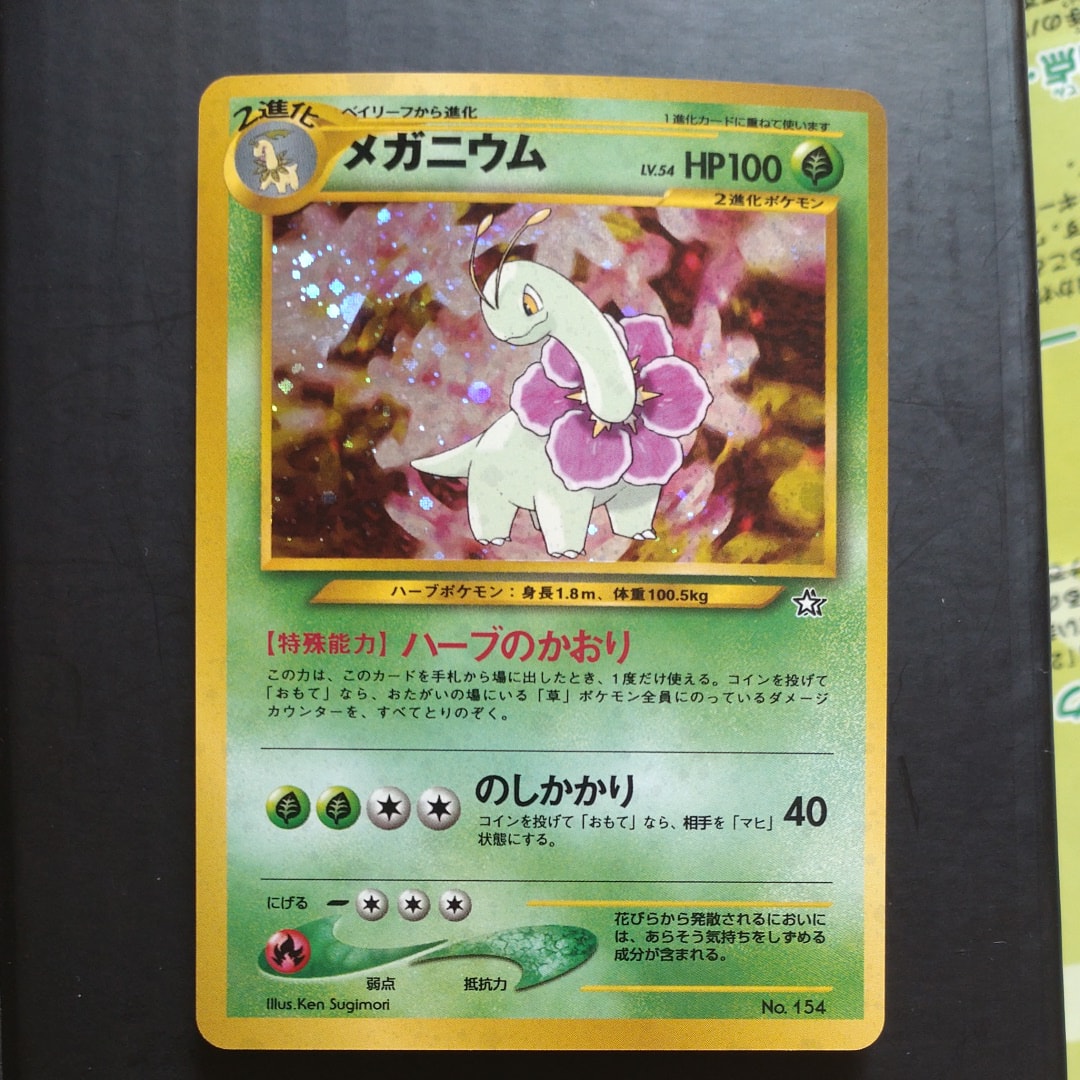 2進化
ベイリーフから進化
1進化カードに重ねて使います
メガニウム
LV.54 HP100
2進化ポケモン
ハーブポケモン：身長1.8m、体重100.5kg
【特殊能力】ハーブのかおり
この力は、このカードを手札から場に出したとき、1度だけ使える。コインを投げて
「おもて」なら、おたがいの場にいる「草」ポケモン全員にのっているダメージ
カウンターを、すべてとりのぞく。
のしかかり
40
コインを投げて「おもて」なら、相手を「マヒ」
状態にする。
にげる
花びらから発散されるにおいに
は、あらそう気持ちをしずめる
成分が含まれる。
弱点
抵抗力
Illus.Ken Sugimori
No. 154